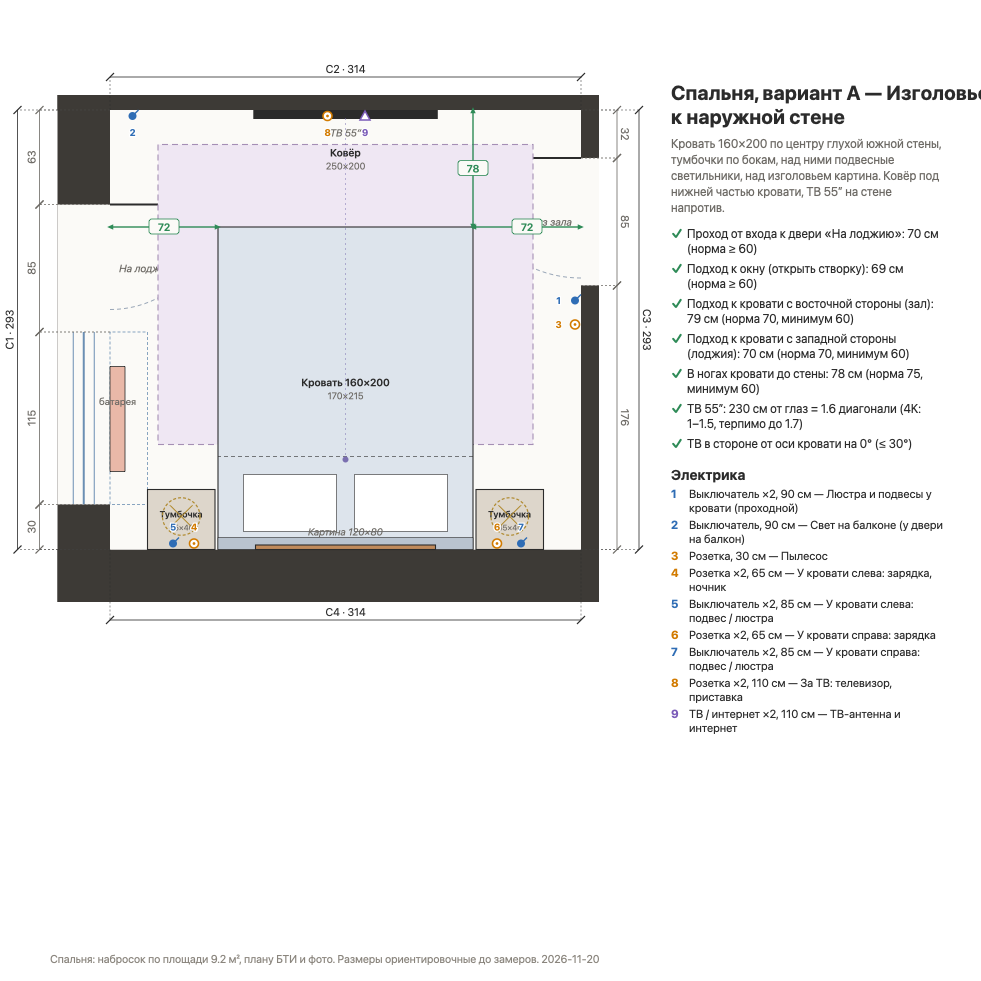 С2 · 314
Спальня, вариант А — Изголовье
к наружной стене
Кровать 160×200 по центру глухой южной стены,
тумбочки по бокам, над ними подвесные
светильники, над изголовьем картина. Ковёр под
нижней частью кровати, ТВ 55″ на стене
напротив.
Проход от входа к двери «На лоджию»: 70 см
(норма ≥ 60)
Подход к окну (открыть створку): 69 см
(норма ≥ 60)
Подход к кровати с восточной стороны (зал):
79 см (норма 70, минимум 60)
Подход к кровати с западной стороны
(лоджия): 70 см (норма 70, минимум 60)
В ногах кровати до стены: 78 см (норма 75,
минимум 60)
ТВ 55″: 230 см от глаз = 1.6 диагонали (4K:
1–1.5, терпимо до 1.7)
ТВ в стороне от оси кровати на 0° (≤ 30°)
Электрика
1 Выключатель ×2, 90 см — Люстра и подвесы у
кровати (проходной)
2 Выключатель, 90 см — Свет на балконе (у двери
на балкон)
3 Розетка, 30 см — Пылесос
4 Розетка ×2, 65 см — У кровати слева: зарядка,
ночник
5 Выключатель ×2, 85 см — У кровати слева:
подвес / люстра
6 Розетка ×2, 65 см — У кровати справа: зарядка
7 Выключатель ×2, 85 см — У кровати справа:
подвес / люстра
8 Розетка ×2, 110 см — За ТВ: телевизор,
приставка
9 ТВ / интернет ×2, 110 см — ТВ-антенна и
интернет
2
8
ТВ 55″
9
Ковёр
250×200
63
32
78
72
72
з зала
85
85
На лодж
1
3
С1 · 293
С3 · 293
Кровать 160×200
170×215
батарея
115
176
Тумбочка
5
4
Картина 120×80
Тумбочка
6
7
30
С4 · 314
Спальня: набросок по площади 9.2 м², плану БТИ и фото. Размеры ориентировочные до замеров. 2026-11-20